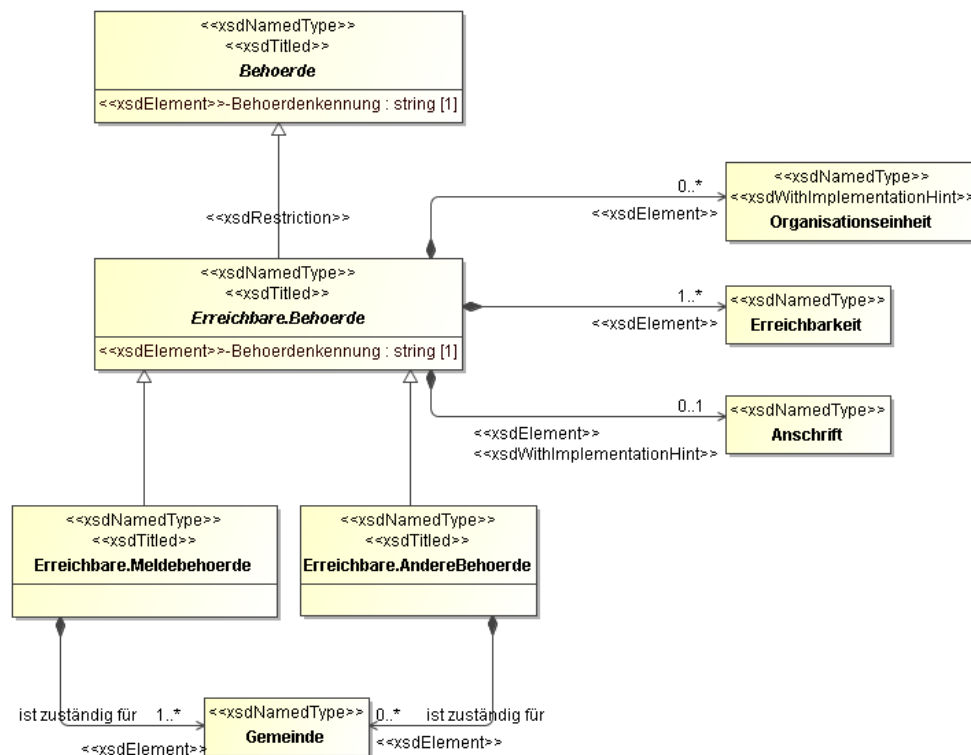 <<xsdNamedType>>
<<xsdTitled>>
Behoerde
<<xsdElement>>-Behoerdenkennung : string [1]
<<xsdRestriction>>
0..*
<<xsdElement>>
<<xsdNamedType>>
<<xsdWithImplementationHint>>
Organisationseinheit
<<xsdNamedType>>
<<xsdTitled>>
Erreichbare.Behoerde
<<xsdElement>>-Behoerdenkennung : string [1]
1..*
<<xsdElement>>
<<xsdNamedType>>
Erreichbarkeit
0..1
<<xsdElement>>
<<xsdWithImplementationHint>>
<<xsdNamedType>>
Anschrift
<<xsdNamedType>>
<<xsdTitled>>
Erreichbare.Meldebehoerde
<<xsdNamedType>>
<<xsdTitled>>
Erreichbare.AndereBehoerde
ist zuständig für
1..*
<<xsdElement>>
<<xsdNamedType>>
Gemeinde
0..*
ist zuständig für
<<xsdElement>>